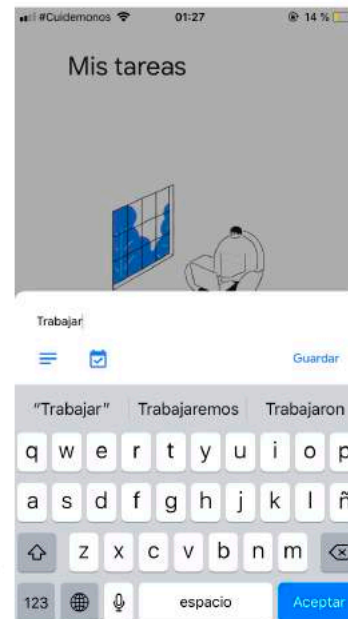 #Cuidemonos 01:27 14 %
Mis tareas
Trabajar
Guardar
"Trabajar" Trabajaremos Trabajaron
q w e r t y u i o p
a s d f g h j k l ñ
z x c v b n m
123 espacio Aceptar